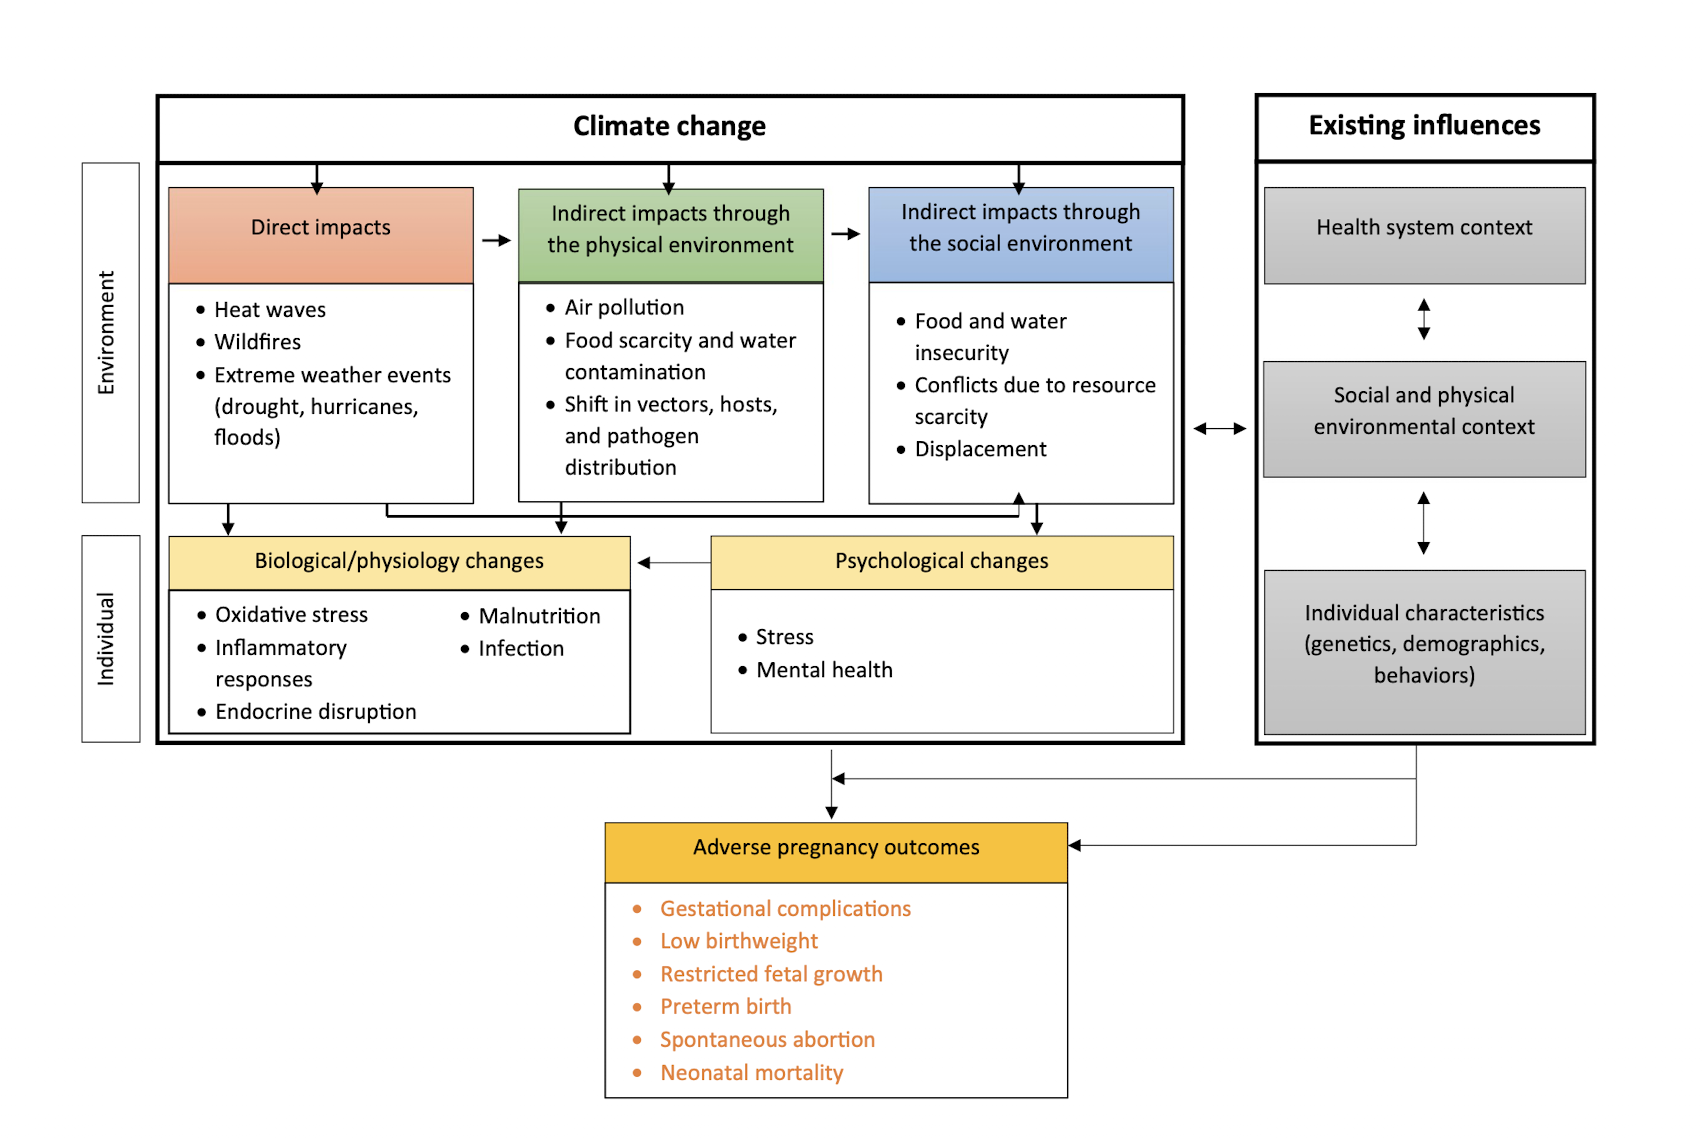 Climate change
Existing influences
Environment
Direct impacts
• Heat waves
• Wildfires
• Extreme weather events
(drought, hurricanes,
floods)
Indirect impacts through
the physical environment
• Air pollution
• Food scarcity and water
contamination
• Shift in vectors, hosts,
and pathogen
distribution
Indirect impacts through
the social environment
• Food and water
insecurity
• Conflicts due to resource
scarcity
• Displacement
Health system context
Social and physical
environmental context
Individual characteristics
(genetics, demographics,
behaviors)
Individual
Biological/physiology changes
• Oxidative stress
• Inflammatory
responses
• Endocrine disruption
• Malnutrition
• Infection
Psychological changes
• Stress
• Mental health
Adverse pregnancy outcomes
• Gestational complications
• Low birthweight
• Restricted fetal growth
• Preterm birth
• Spontaneous abortion
• Neonatal mortality